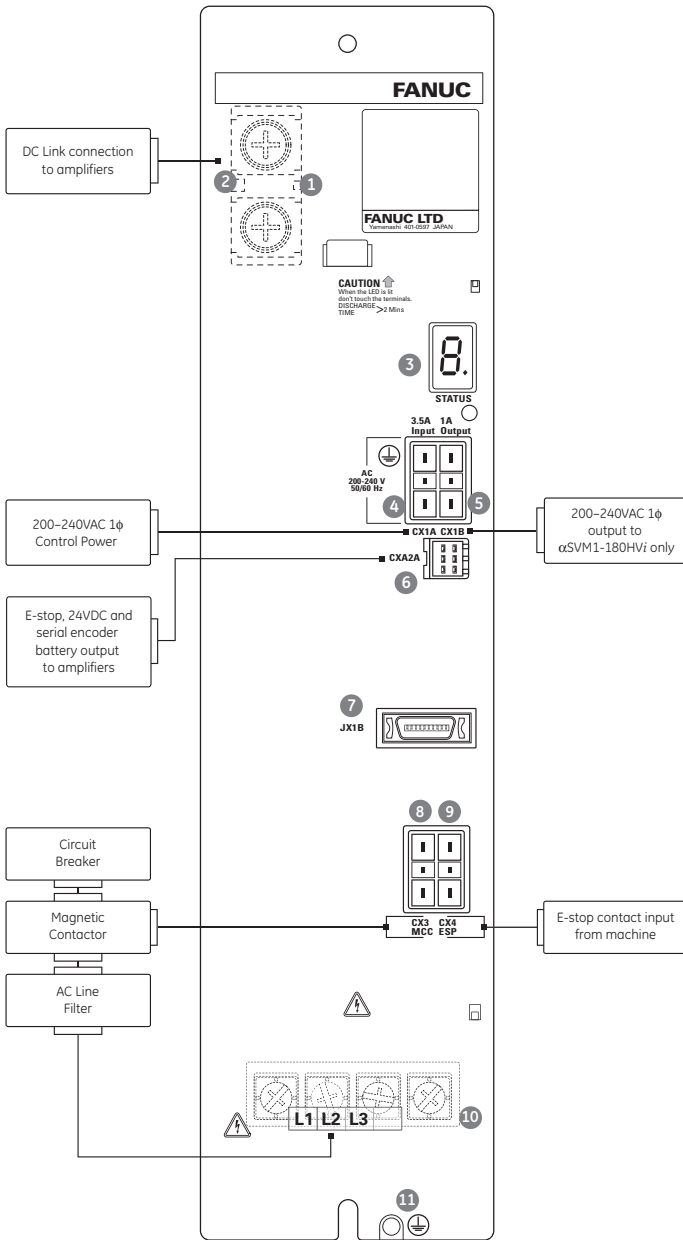 FANUC
DC Link connection
to amplifiers
2
1
FANUC LTD
Yamanashi 401-0597 JAPAN
CAUTION
When the LED is lit
don't touch the terminals.
DISCHARGE
TIME >2 Mins
3
8.
STATUS
3.5A 1A
Input Output
AC
200-240 V
50/60 Hz
4
5
200–240VAC 1ϕ
Control Power
CX1A CX1B
200–240VAC 1ϕ
output to
αSVM1-180HVi only
CXA2A
6
E-stop, 24VDC and
serial encoder
battery output
to amplifiers
7
JX1B
8 9
Circuit
Breaker
Magnetic
Contactor
CX3 CX4
MCC ESP
E-stop contact input
from machine
AC Line
Filter
10
L1 L2 L3
11